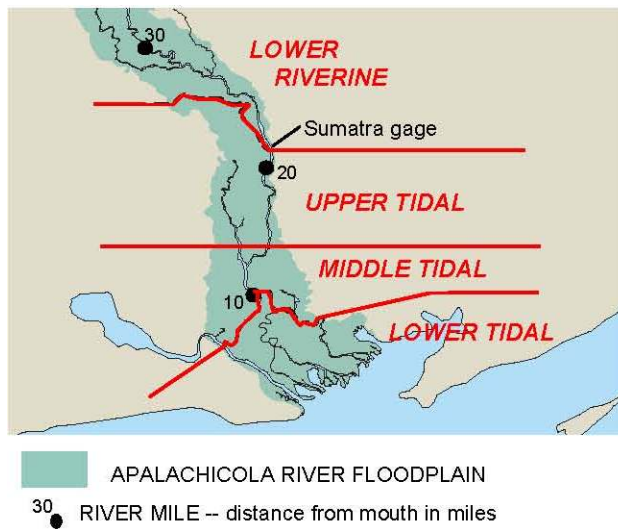 30
LOWER
RIVERINE
Sumatra gage
20
UPPER TIDAL
MIDDLE TIDAL
10
LOWER TIDAL
APALACHICOLA RIVER FLOODPLAIN
30 RIVER MILE -- distance from mouth in miles